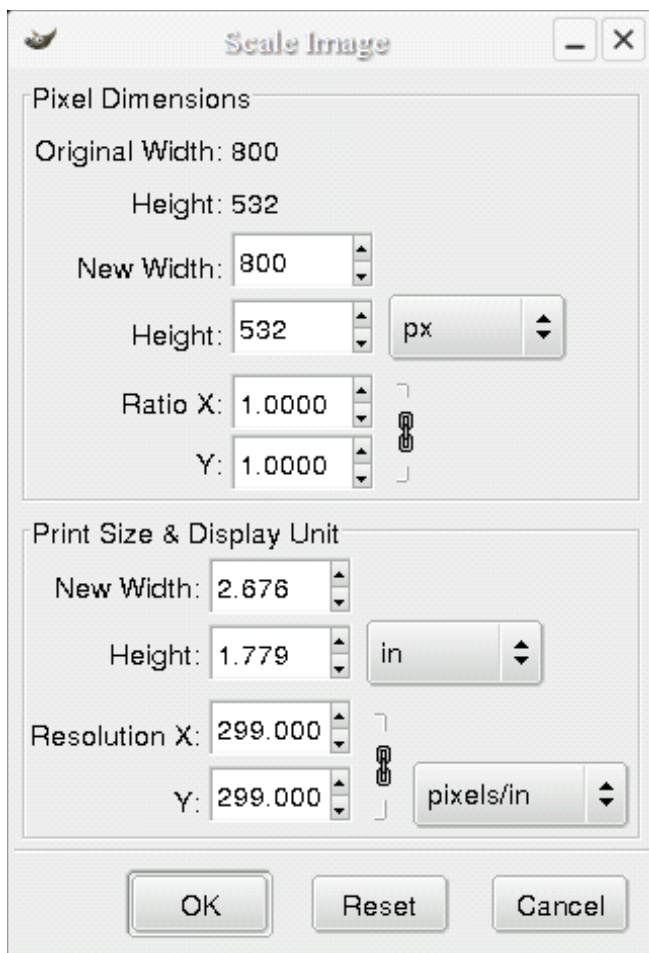 Scale Image
Pixel Dimensions
Original Width: 800
Height: 532
New Width: 800
Height: 532 px
Ratio X: 1.0000
Y: 1.0000
Print Size & Display Unit
New Width: 2.676
Height: 1.779 in
Resolution X: 299.000
Y: 299.000 pixels/in
OK Reset Cancel